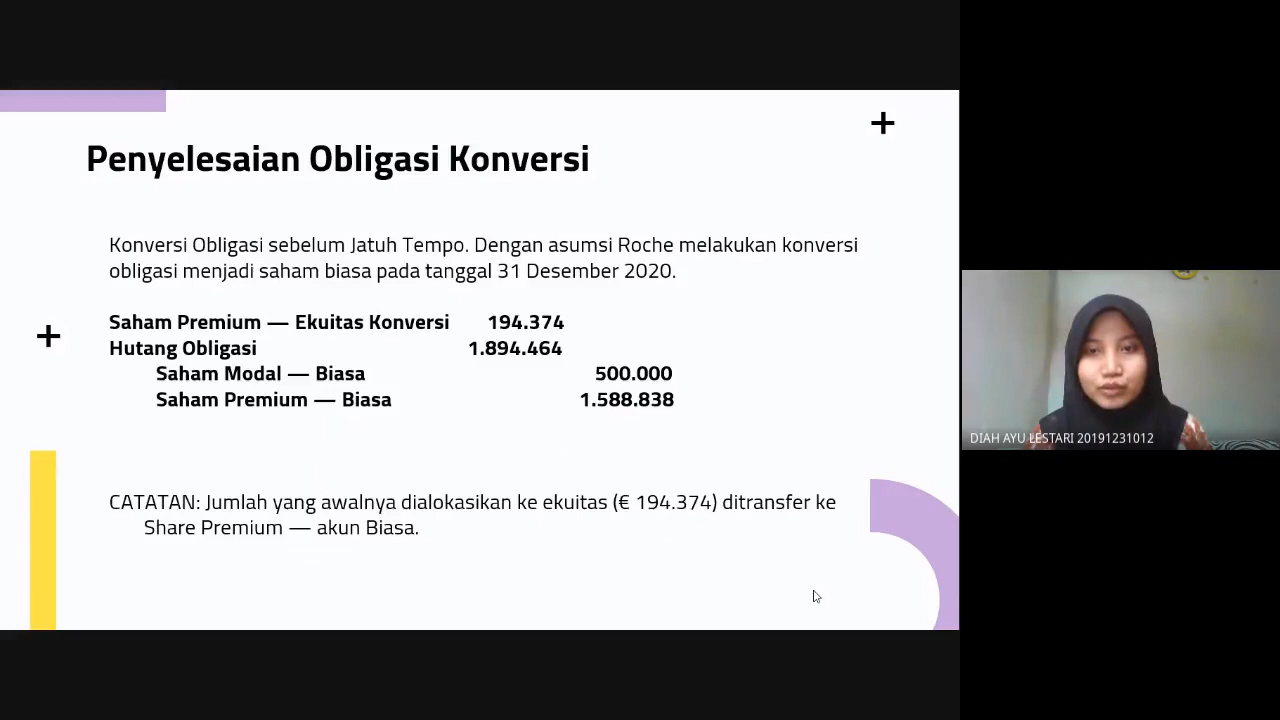 Penyelesaian Obligasi Konversi
Konversi Obligasi sebelum Jatuh Tempo. Dengan asumsi Roche melakukan konversi
obligasi menjadi saham biasa pada tanggal 31 Desember 2020.
Saham Premium — Ekuitas Konversi 194.374
Hutang Obligasi 1.894.464
Saham Modal — Biasa 500.000
Saham Premium — Biasa 1.588.838
CATATAN: Jumlah yang awalnya dialokasikan ke ekuitas (€ 194.374) ditransfer ke
Share Premium — akun Biasa.
DIAH AYU LESTARI 20191231012